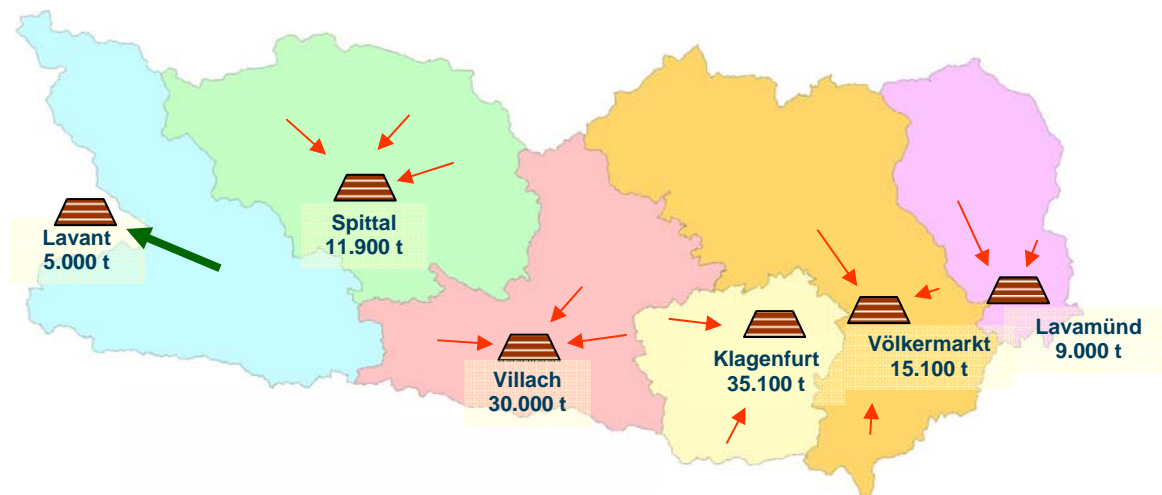 Lavant
5.000 t
Spittal
11.900 t
Villach
30.000 t
Klagenfurt
35.100 t
Völkermarkt
15.100 t
Lavamünd
9.000 t